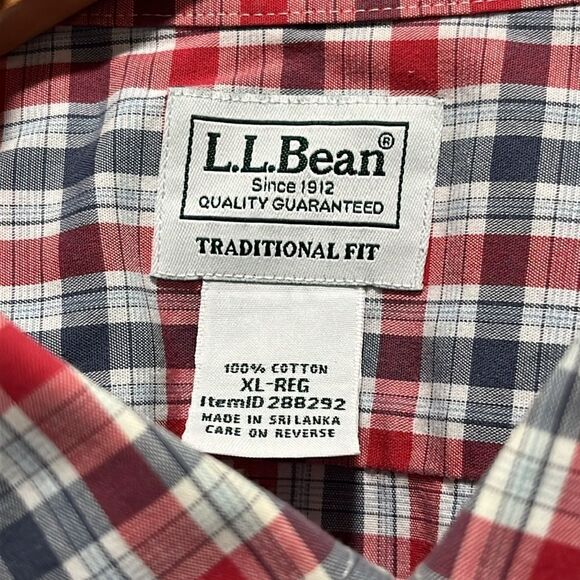 L.L.Bean®
Since 1912
QUALITY GUARANTEED
TRADITIONAL FIT
100% COTTON
XL-REG
ItemID 288292
MADE IN SRI LANKA
CARE ON REVERSE